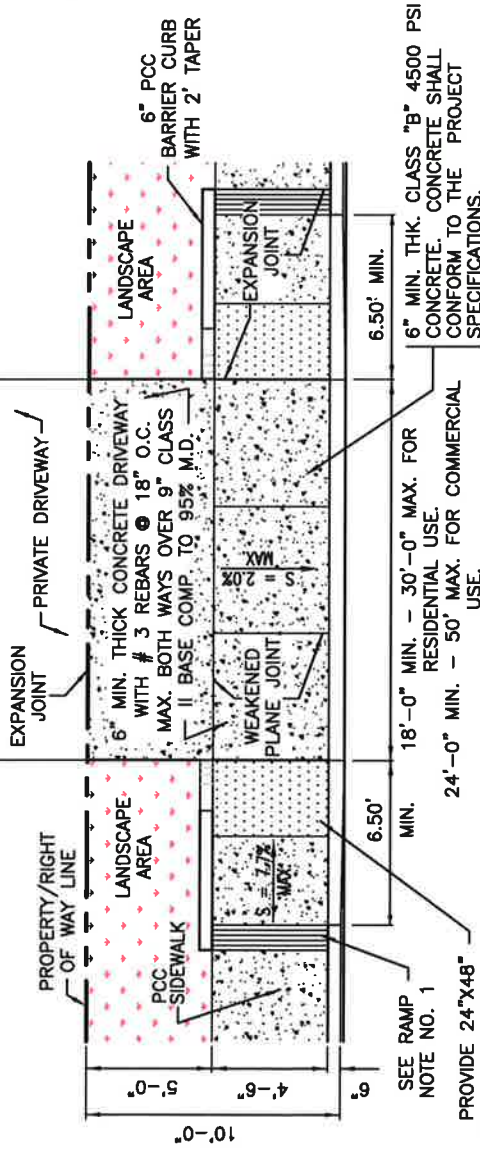 EXPANSION
JOINT
PRIVATE DRIVEWAY
PROPERTY/RIGHT
OF WAY LINE
LANDSCAPE
AREA
6" MIN. THICK CONCRETE DRIVEWAY
WITH # 3 REBARS @ 18" O.C.
MAX. BOTH WAYS OVER 9" CLASS
II BASE COMP TO 95% M.D.
LANDSCAPE
AREA
6" PCC
BARRIER CURB
WITH 2' TAPER
PCC
SIDEWALK
S = 7.7%
MAX
WEAKENED
PLANE JOINT
S = 2.0%
MAX
EXPANSION
JOINT
10'-0"
5'-0"
4'-6"
6"
SEE RAMP
NOTE NO. 1
PROVIDE 24"X48"
6.50'
MIN.
18'-0" MIN. - 30'-0" MAX. FOR
RESIDENTIAL USE.
24'-0" MIN. - 50' MAX. FOR COMMERCIAL
USE.
6.50' MIN.
6" MIN. THK. CLASS "B" 4500 PSI
CONCRETE. CONCRETE SHALL
CONFORM TO THE PROJECT
SPECIFICATIONS.